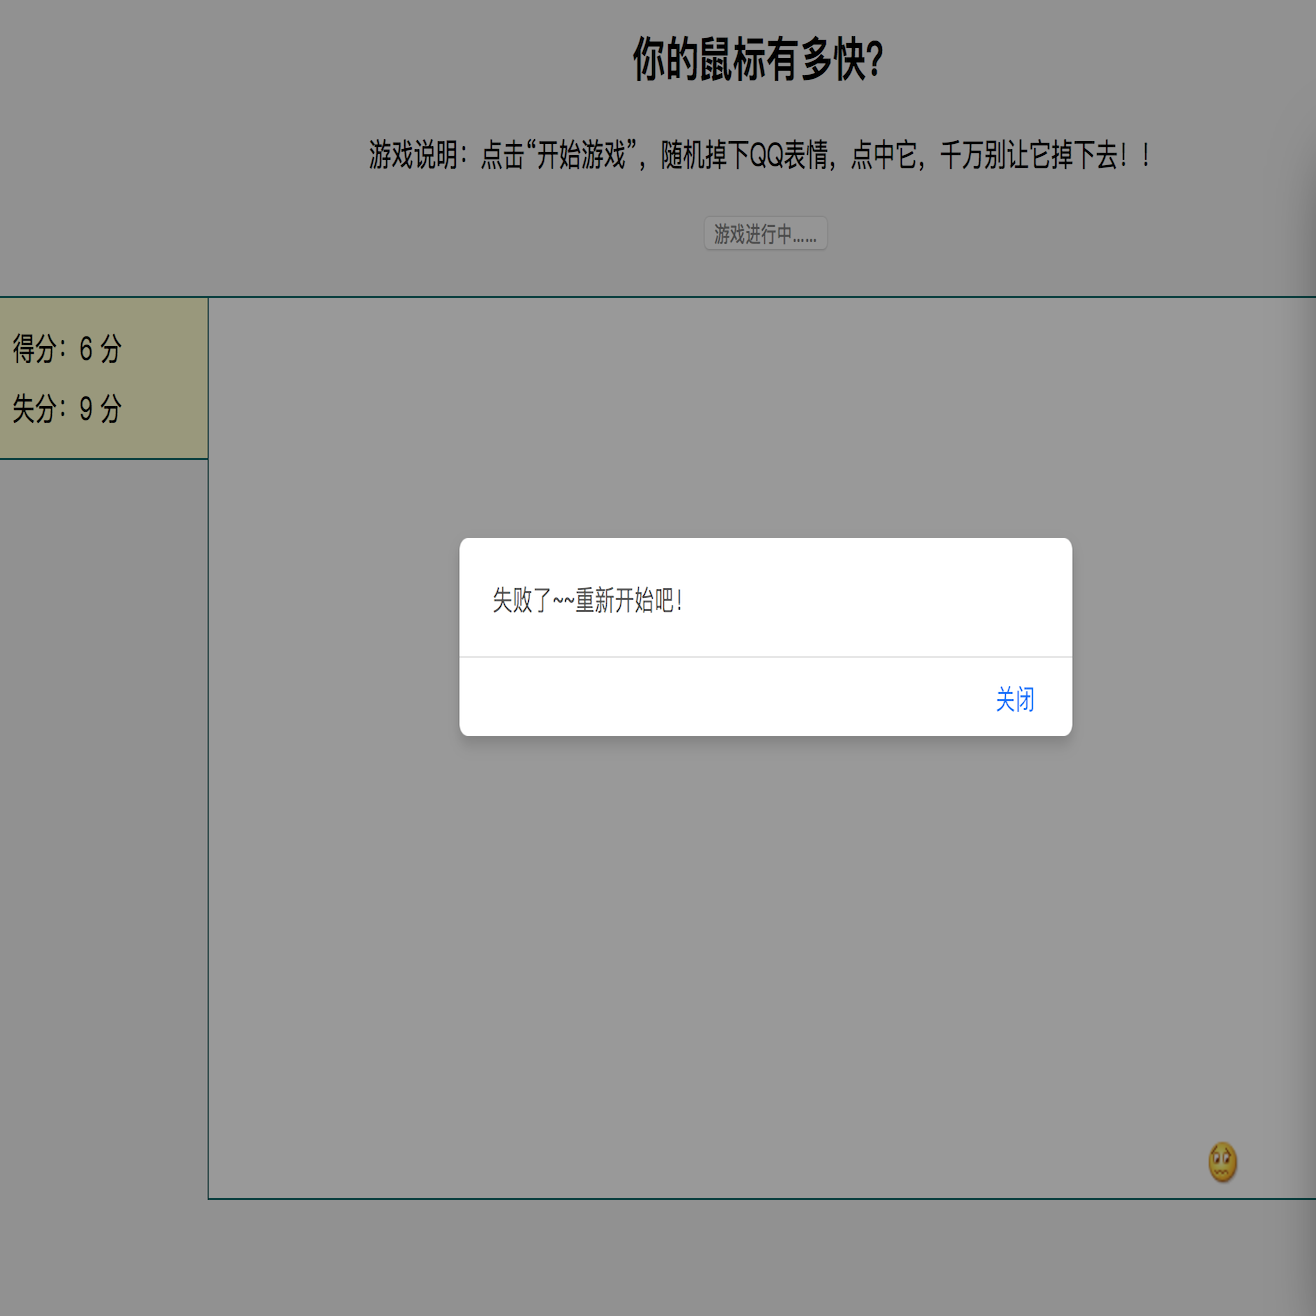 你的鼠标有多快?
游戏说明：点击“开始游戏”，随机掉下QQ表情，点中它，千万别让它掉下去！！
游戏进行中......
得分：6 分
失分：9 分
失败了~~重新开始吧！
关闭